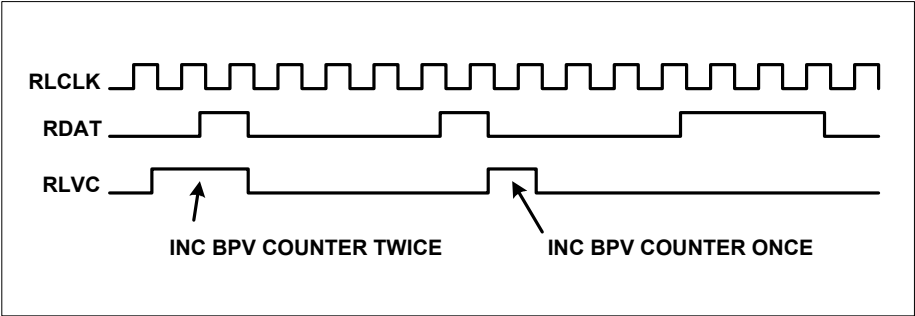 RLCLK
RDAT
RLVC
INC BPV COUNTER TWICE
INC BPV COUNTER ONCE